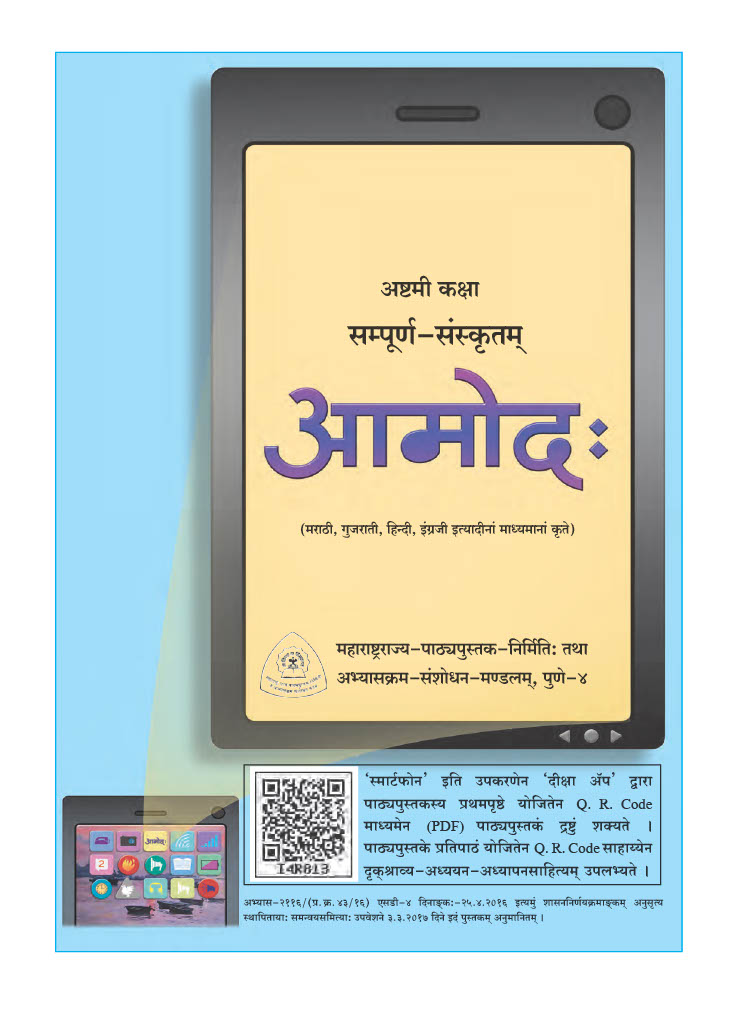 अष्टमी कक्षा
सम्पूर्ण-संस्कृतम्
आमोदः
(मराठी, गुजराती, हिन्दी, इंग्रजी इत्यादीनां माध्यमानां कृते)
महाराष्ट्रराज्य-पाठ्यपुस्तक-निर्मितिः तथा
अभ्यासक्रम-संशोधन-मण्डलम्, पुणे-४
'स्मार्टफोन' इति उपकरणेन 'दीक्षा ॲप' द्वारा
पाठ्यपुस्तकस्य प्रथमपृष्ठे योजितेन Q. R. Code
माध्यमेन (PDF) पाठ्यपुस्तकं द्रष्टुं शक्यते ।
पाठ्यपुस्तके प्रतिपाठं योजितेन Q. R. Code साहाय्येन
दृक्श्राव्य-अध्ययन-अध्यापनसाहित्यम् उपलभ्यते ।
I4R813
आमोदः
2
अभ्यास-२११६/(प्र.क्र.४३/१६) एसडी-४ दिनाङ्कः-२५.४.२०१६ इत्यमुं शासननिर्णयक्रमाङ्कम् अनुसृत्य
स्थापितायाः समन्वयसमित्याः उपवेशने ३.३.२०१७ दिने इदं पुस्तकम् अनुमानितम् ।